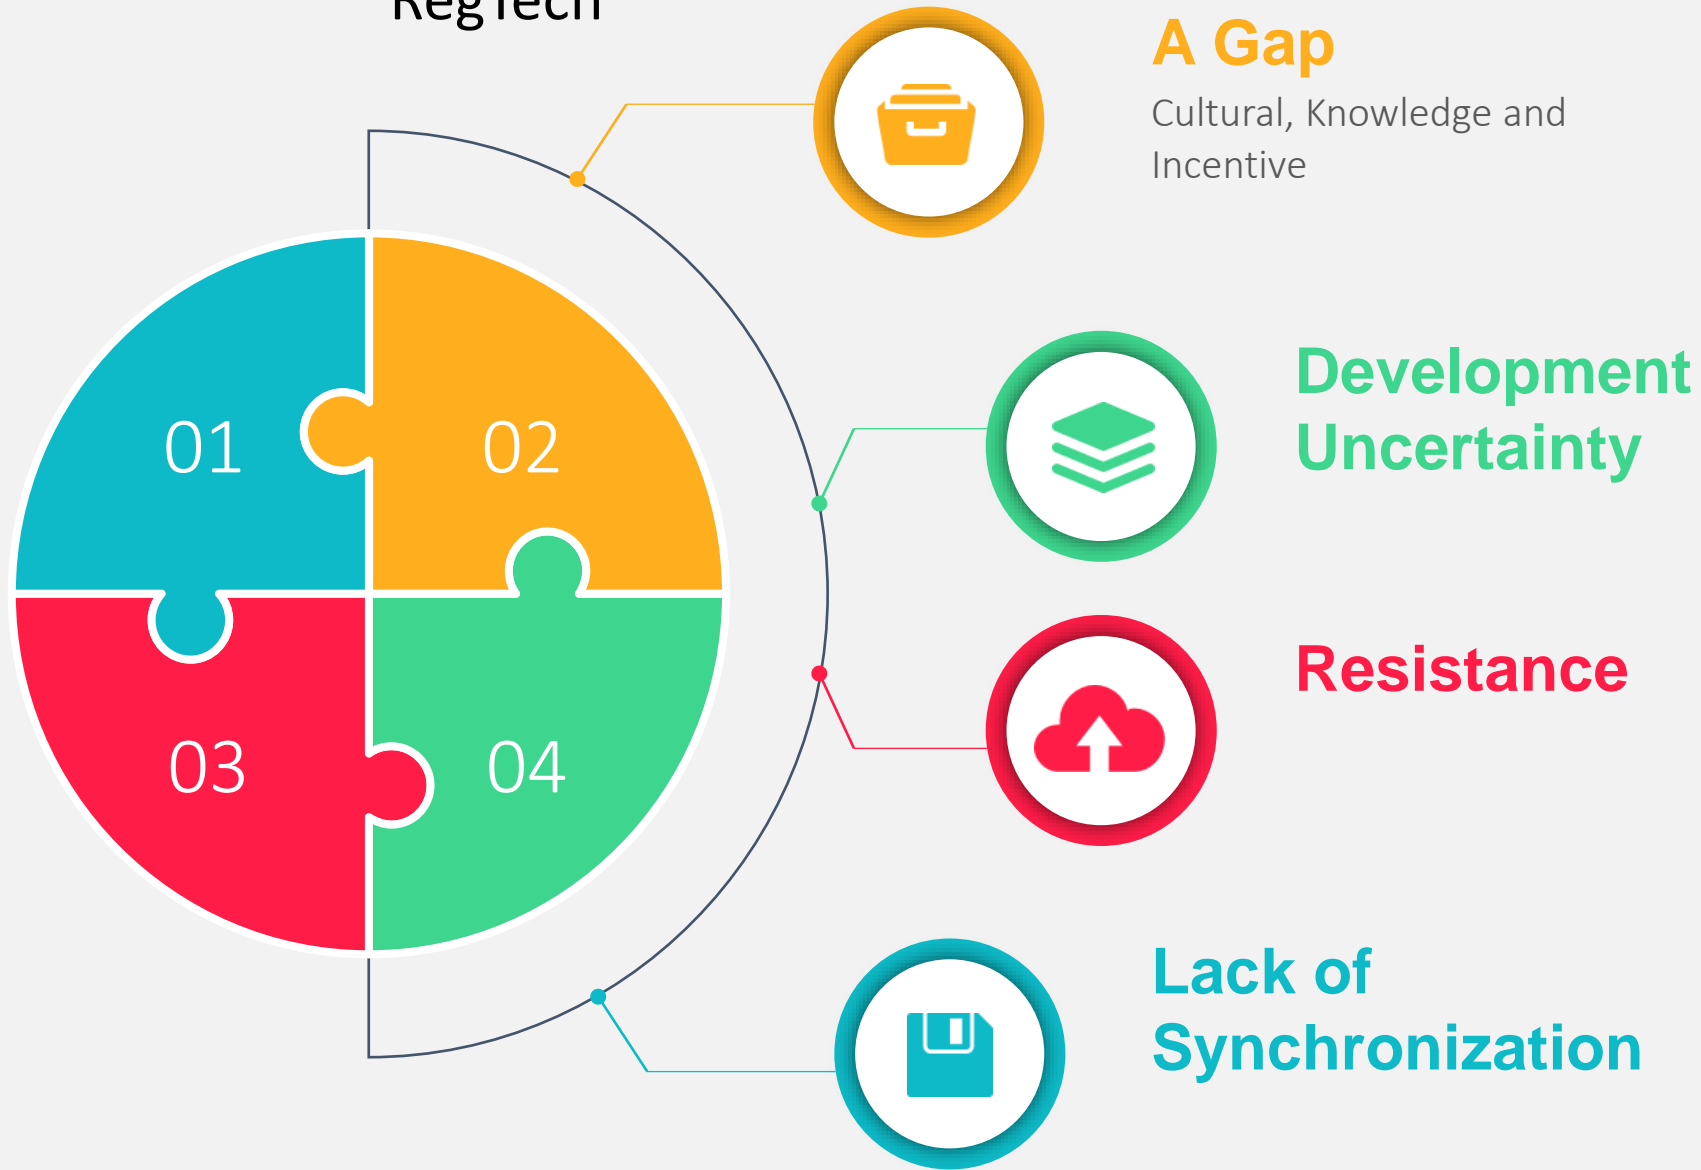 RegTech
A Gap
Cultural, Knowledge and
Incentive
01
02
Development
Uncertainty
Resistance
03
04
Lack of
Synchronization